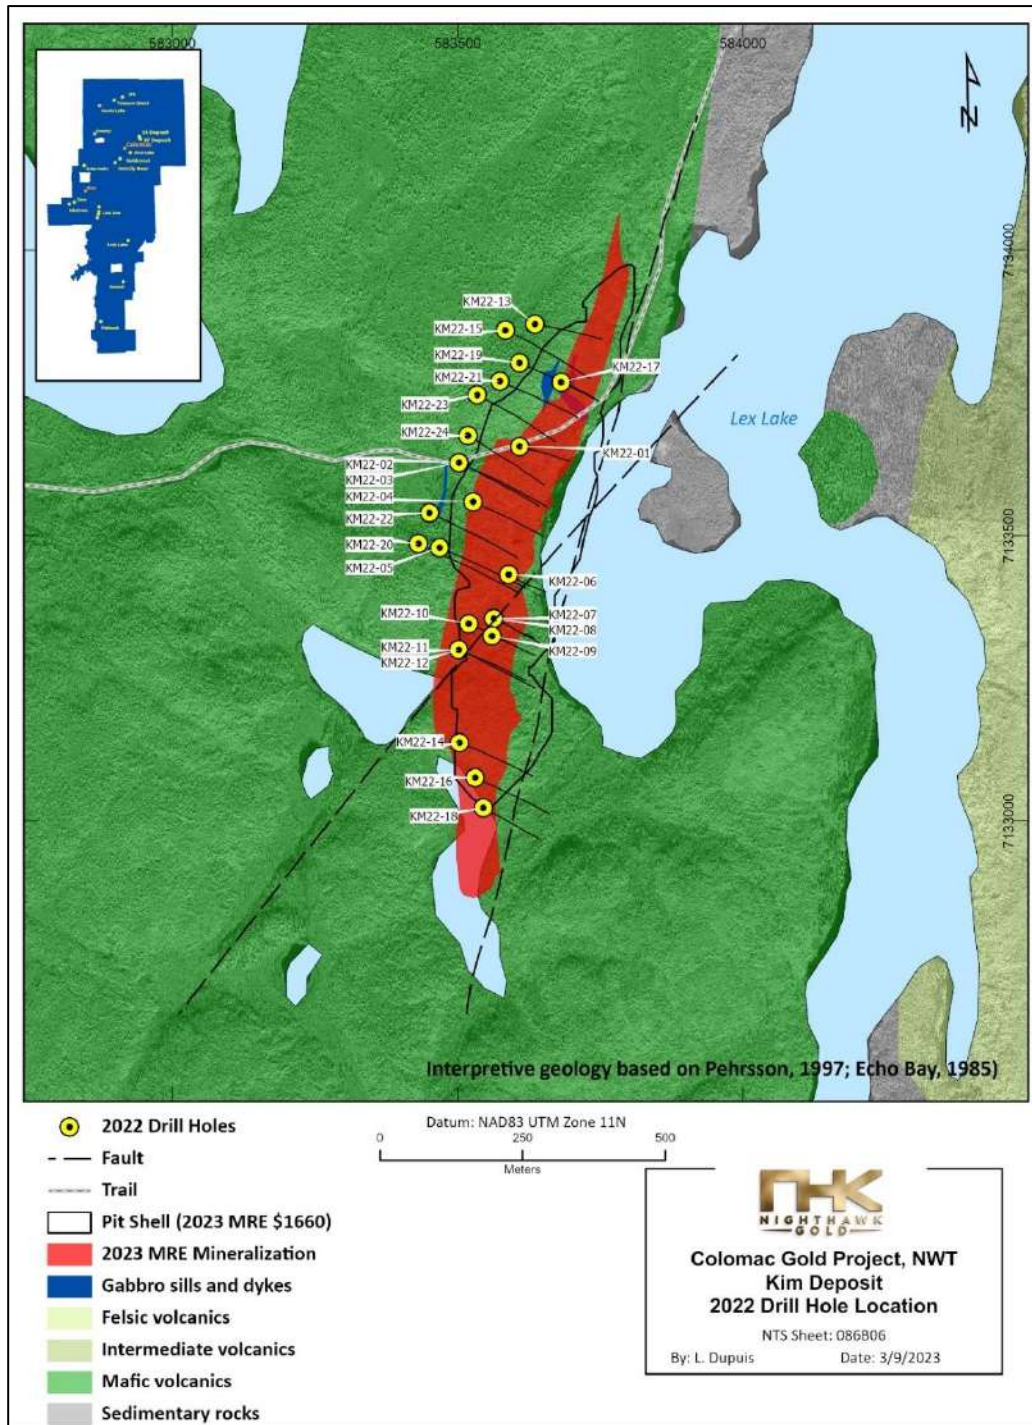 583000
583500
584000
N
7134000
7133500
7133000
KM22-13
KM22-15
KM22-19
KM22-21
KM22-23
KM22-17
KM22-24
KM22-01
KM22-02
KM22-03
KM22-04
KM22-22
KM22-20
KM22-05
KM22-06
KM22-10
KM22-07
KM22-08
KM22-09
KM22-11
KM22-12
KM22-14
KM22-16
KM22-18
Lex Lake
Interpretive geology based on Pehrsson, 1997; Echo Bay, 1985)
2022 Drill Holes
Fault
Trail
Pit Shell (2023 MRE $1660)
2023 MRE Mineralization
Gabbro sills and dykes
Felsic volcanics
Intermediate volcanics
Mafic volcanics
Sedimentary rocks
Datum: NAD83 UTM Zone 11N
0 250 500
Meters
NHK
NIGHTHAWK
GOLD
Colomac Gold Project, NWT
Kim Deposit
2022 Drill Hole Location
NTS Sheet: 086B06
By: L. Dupuis Date: 3/9/2023